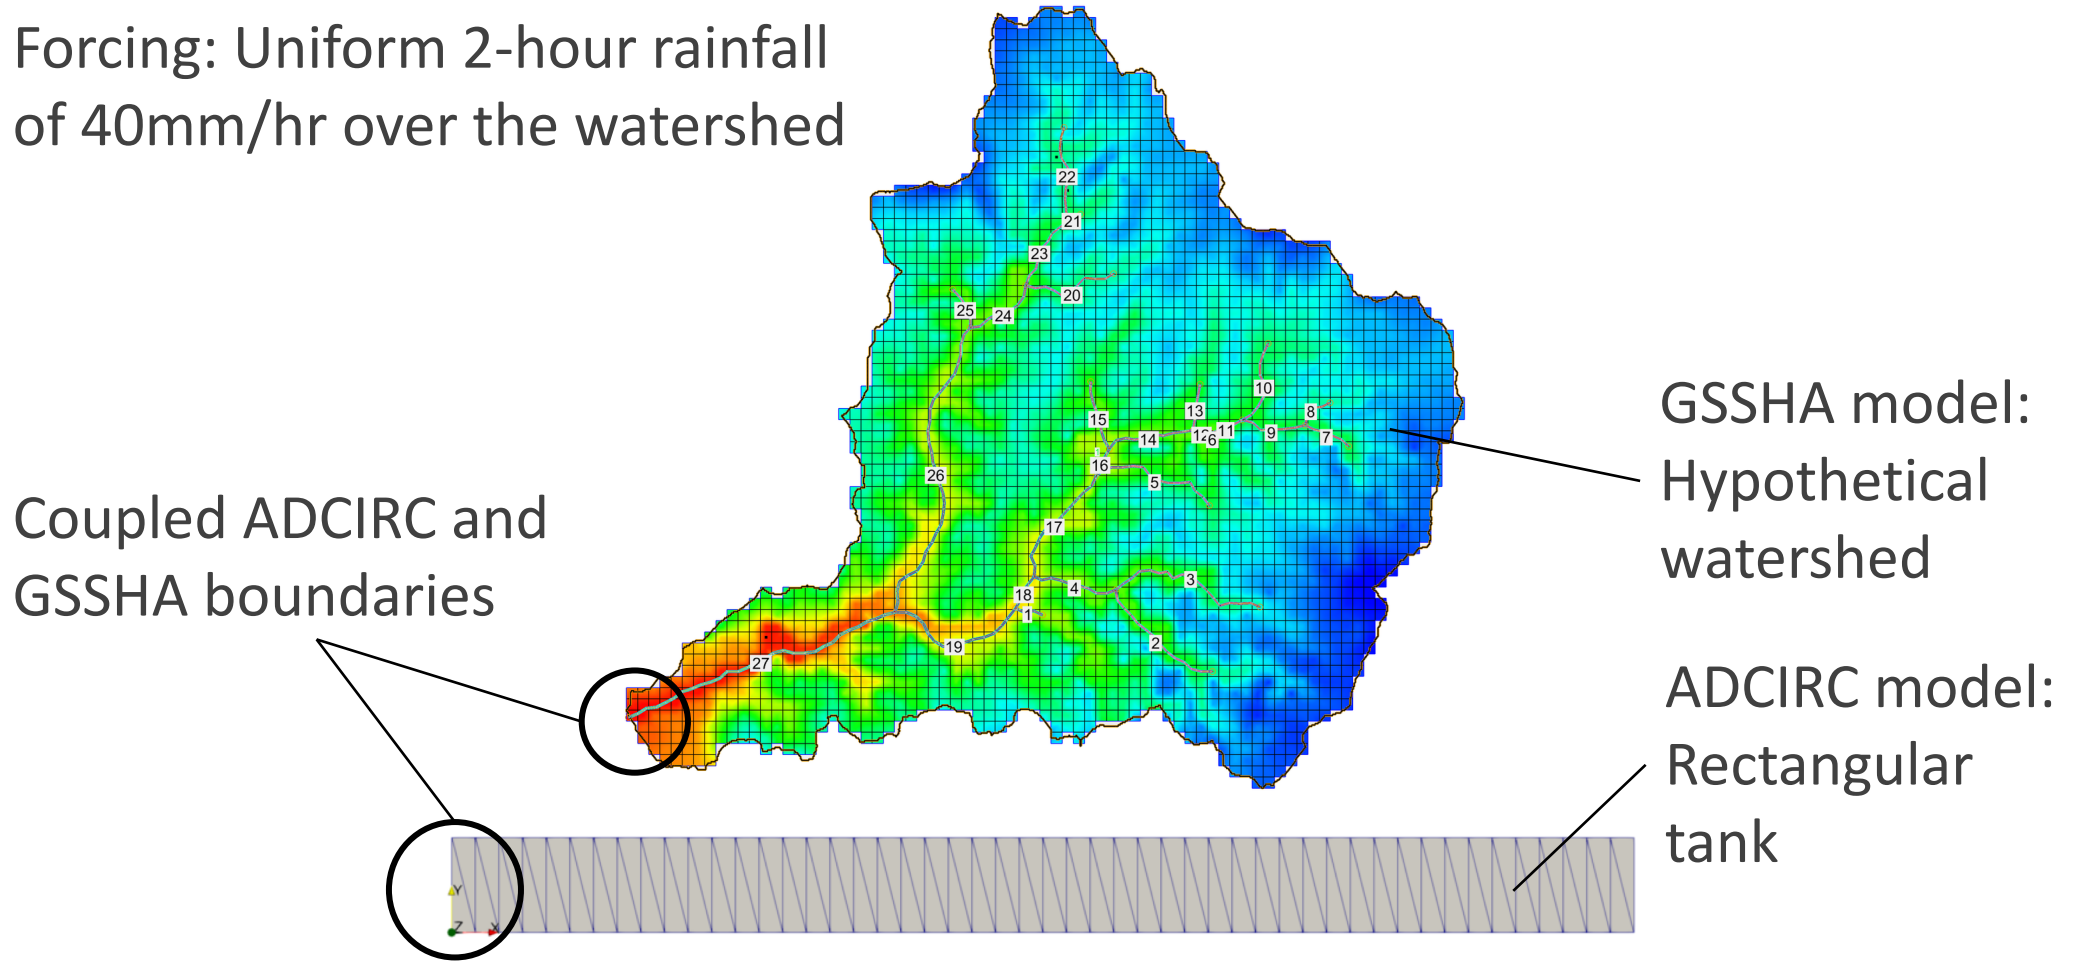 Forcing: Uniform 2-hour rainfall
of 40mm/hr over the watershed
22
21
23
20
25
24
10
8
15
13
14
12
6
11
9
7
16
5
26
17
GSSHA model:
Hypothetical
watershed
Coupled ADCIRC and
GSSHA boundaries
3
4
18
1
2
19
27
ADCIRC model:
Rectangular
tank
Y
Z
X